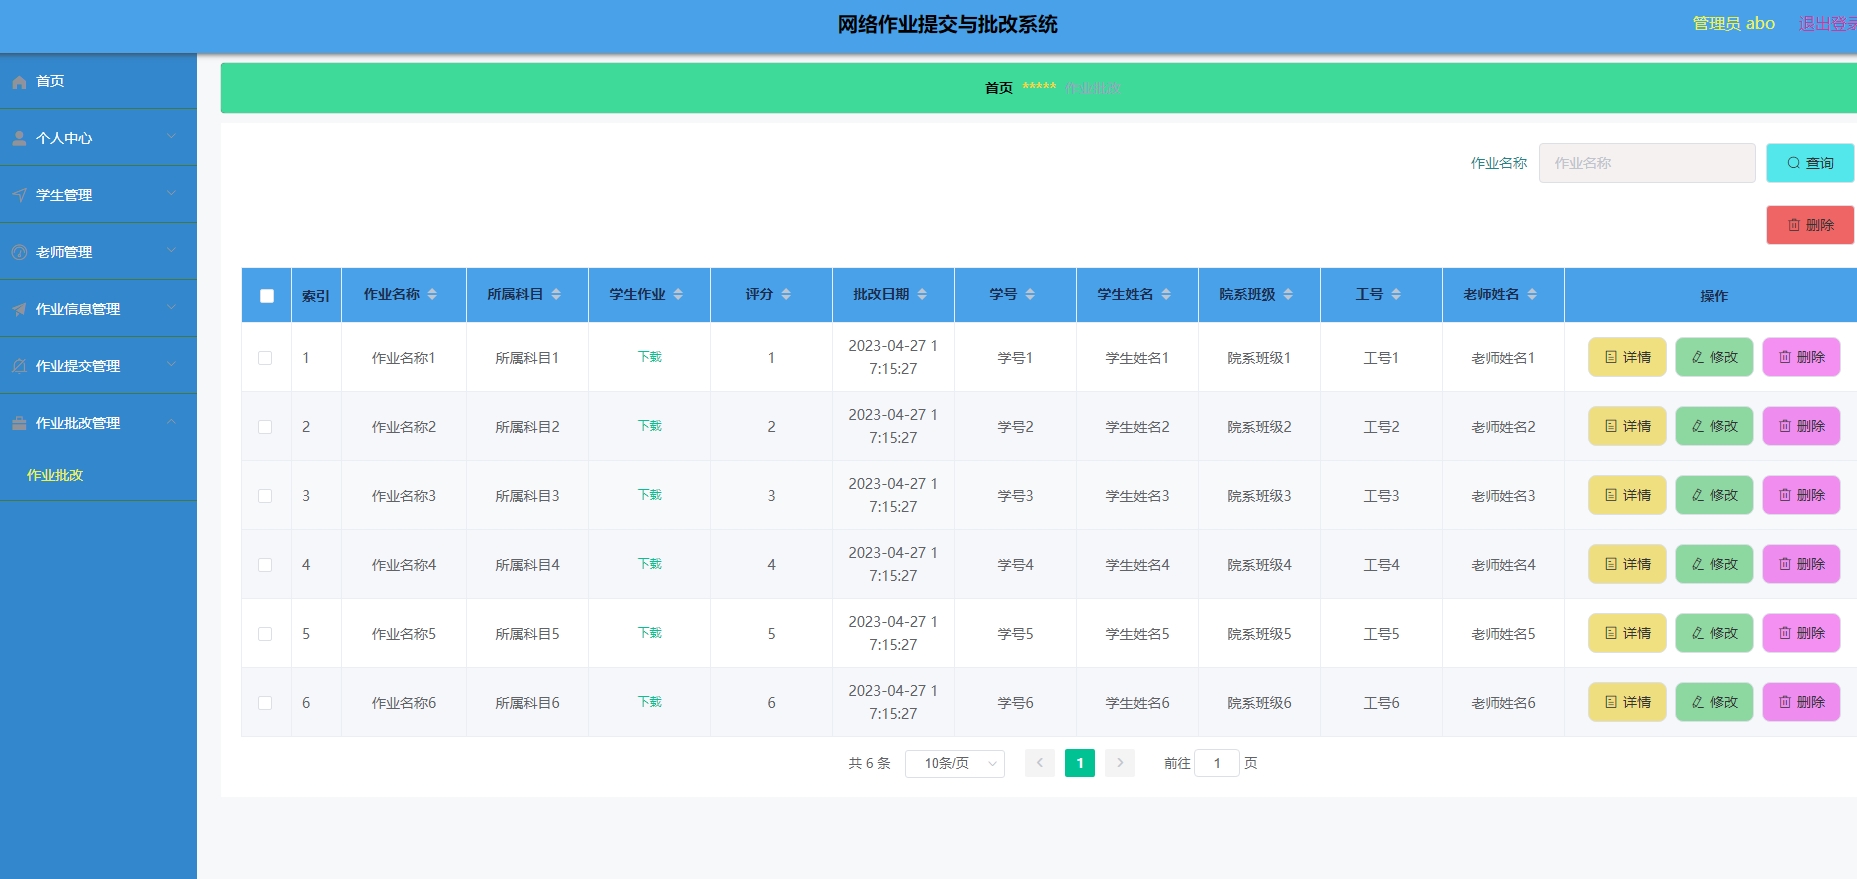 网络作业提交与批改系统
管理员 abo 退出登录
首页
个人中心
学生管理
老师管理
作业信息管理
作业提交管理
作业批改管理
作业批改
首页 ***** 作业批改
作业名称 作业名称 查询
删除
索引 作业名称 所属科目 学生作业 评分 批改日期 学号 学生姓名 院系班级 工号 老师姓名 操作
1 作业名称1 所属科目1 下载 1 2023-04-27 1
7:15:27 学号1 学生姓名1 院系班级1 工号1 老师姓名1 详情 修改 删除
2 作业名称2 所属科目2 下载 2 2023-04-27 1
7:15:27 学号2 学生姓名2 院系班级2 工号2 老师姓名2 详情 修改 删除
3 作业名称3 所属科目3 下载 3 2023-04-27 1
7:15:27 学号3 学生姓名3 院系班级3 工号3 老师姓名3 详情 修改 删除
4 作业名称4 所属科目4 下载 4 2023-04-27 1
7:15:27 学号4 学生姓名4 院系班级4 工号4 老师姓名4 详情 修改 删除
5 作业名称5 所属科目5 下载 5 2023-04-27 1
7:15:27 学号5 学生姓名5 院系班级5 工号5 老师姓名5 详情 修改 删除
6 作业名称6 所属科目6 下载 6 2023-04-27 1
7:15:27 学号6 学生姓名6 院系班级6 工号6 老师姓名6 详情 修改 删除
共 6 条 10条/页 1 前往 1 页